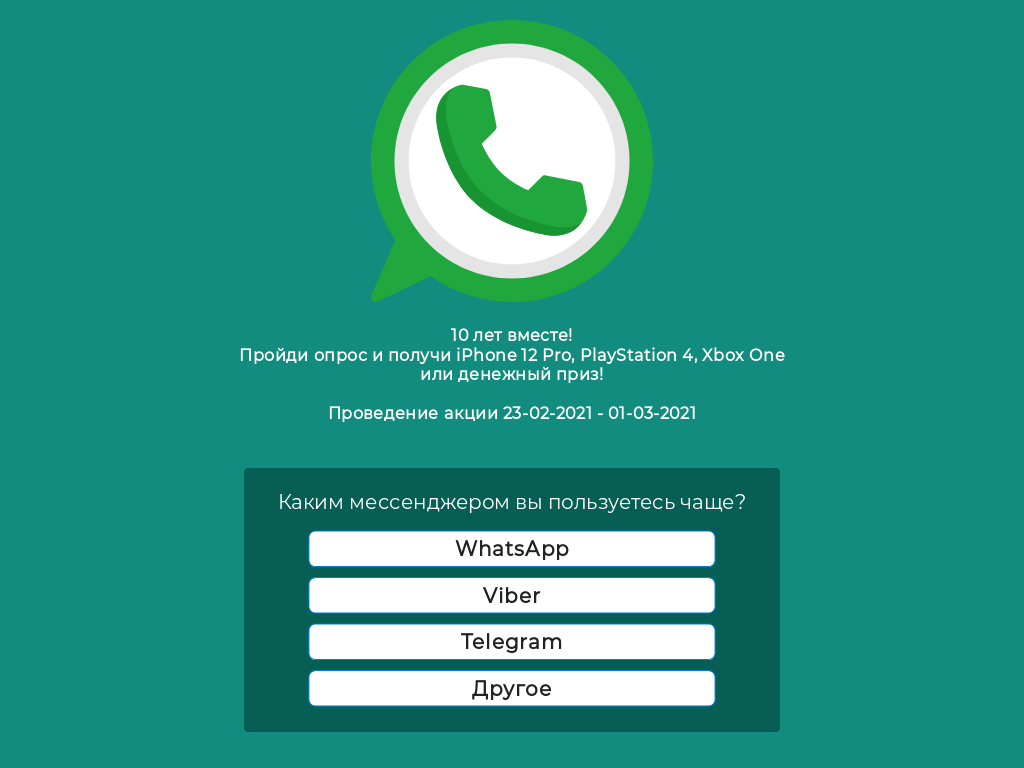 10 лет вместе!
Пройди опрос и получи iPhone 12 Pro, PlayStation 4, Xbox One
или денежный приз!
Проведение акции 23-02-2021 - 01-03-2021
Каким мессенджером вы пользуетесь чаще?
WhatsApp
Viber
Telegram
Другое